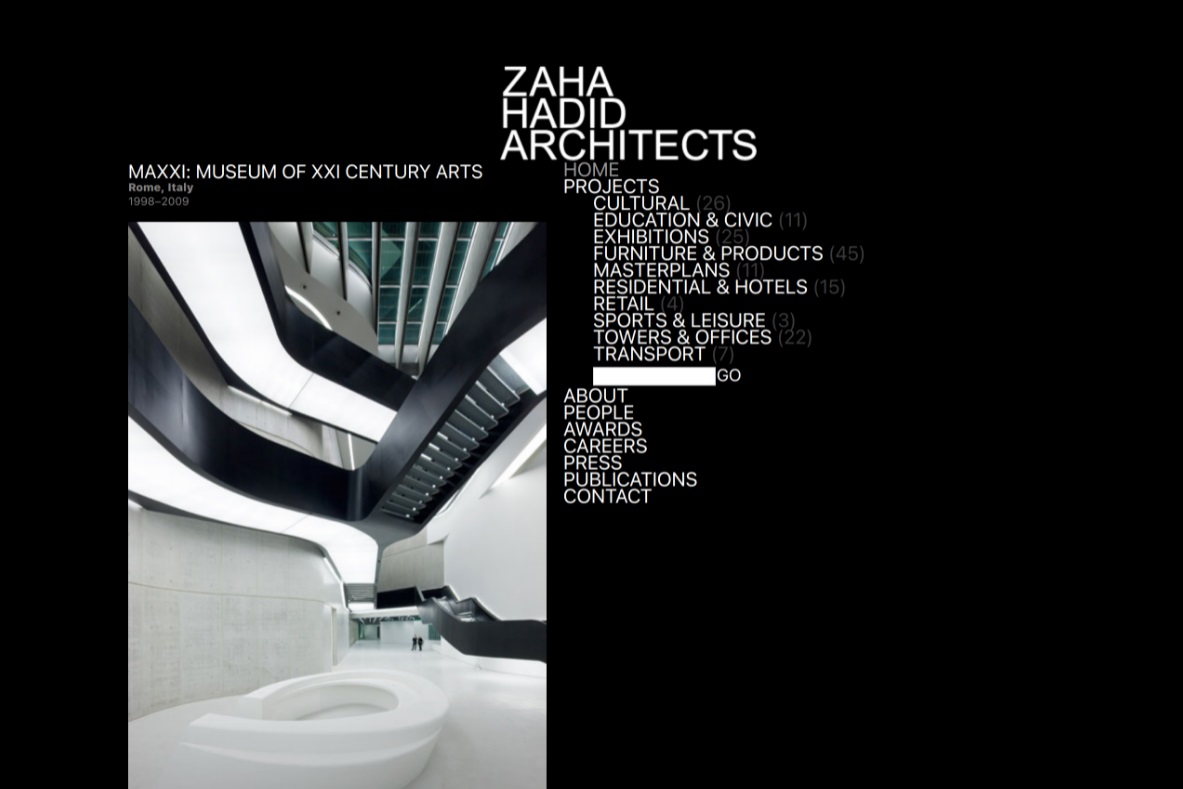 ZAHA
HADID
ARCHITECTS
MAXXI: MUSEUM OF XXI CENTURY ARTS
Rome, Italy
1998–2009
HOME
PROJECTS
CULTURAL (26)
EDUCATION & CIVIC (11)
EXHIBITIONS (25)
FURNITURE & PRODUCTS (45)
MASTERPLANS (11)
RESIDENTIAL & HOTELS (15)
RETAIL (4)
SPORTS & LEISURE (3)
TOWERS & OFFICES (22)
TRANSPORT (7)
GO
ABOUT
PEOPLE
AWARDS
CAREERS
PRESS
PUBLICATIONS
CONTACT